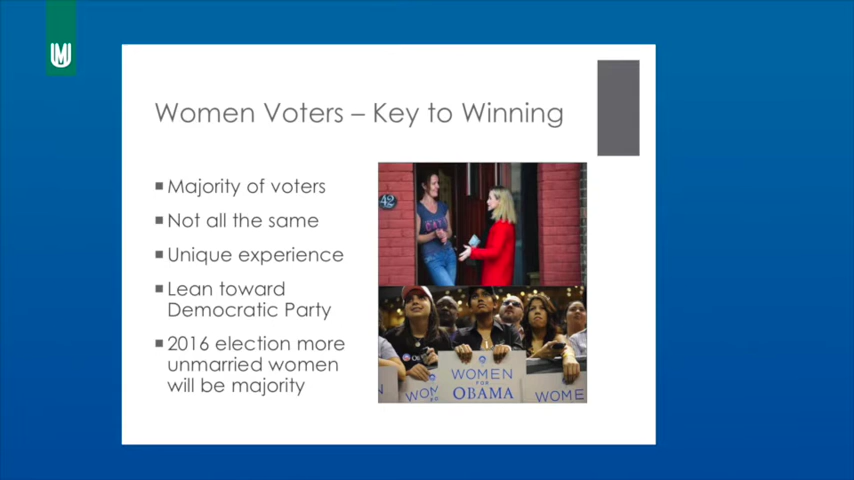 Women Voters – Key to Winning
Majority of voters
Not all the same
Unique experience
Lean toward
Democratic Party
2016 election more
unmarried women
will be majority
42
WOMEN
FOR
OBAMA
WOME